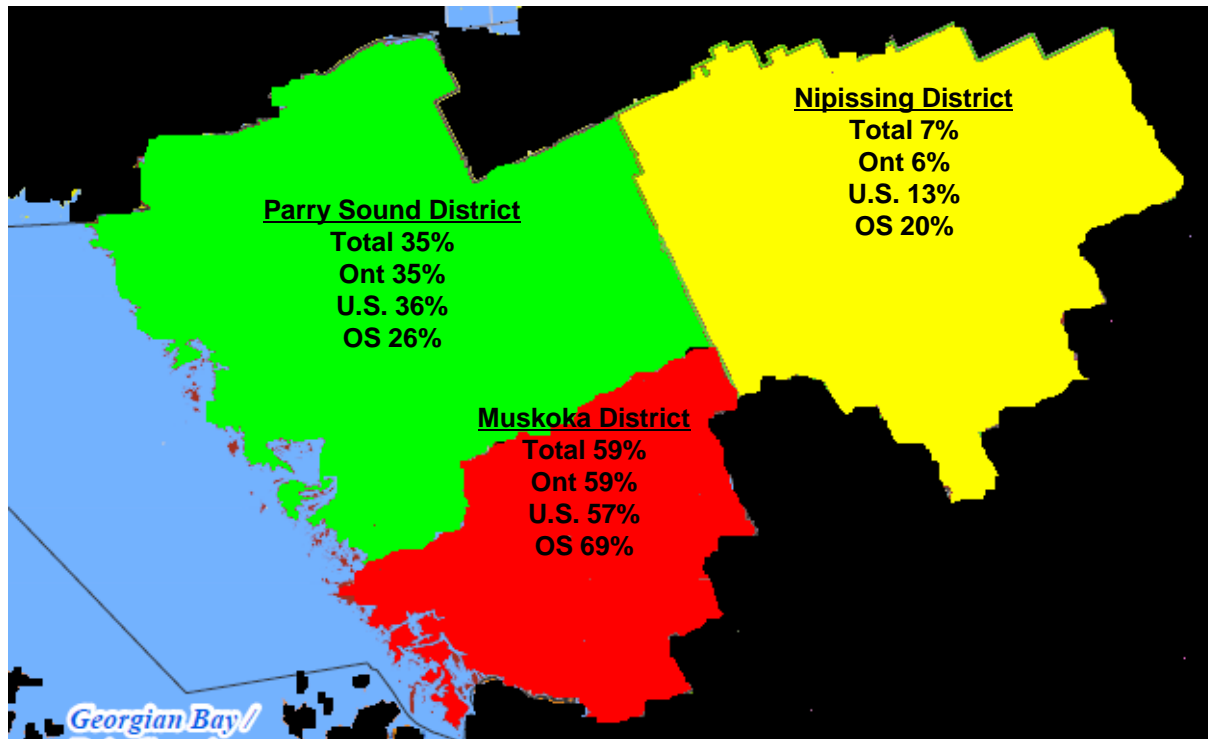 Nipissing District
Total 7%
Ont 6%
U.S. 13%
OS 20%
Parry Sound District
Total 35%
Ont 35%
U.S. 36%
OS 26%
Muskoka District
Total 59%
Ont 59%
U.S. 57%
OS 69%
Georgian Bay /